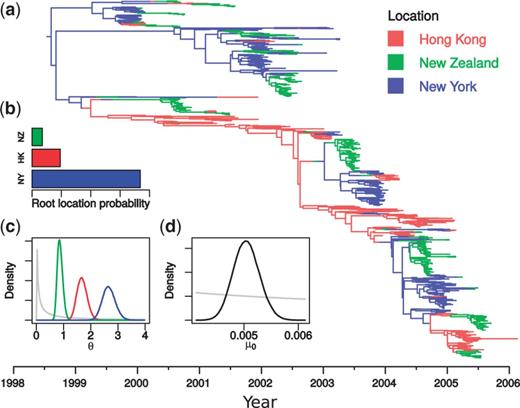 (a)
Location
Hong Kong
New Zealand
New York
(b)
NZ
HK
NY
Root location probability
(c)
Density
0 1 2 3 4
θ
(d)
Density
0.005 0.006
μ0
1998 1999 2000 2001 2002 2003 2004 2005 2006
Year